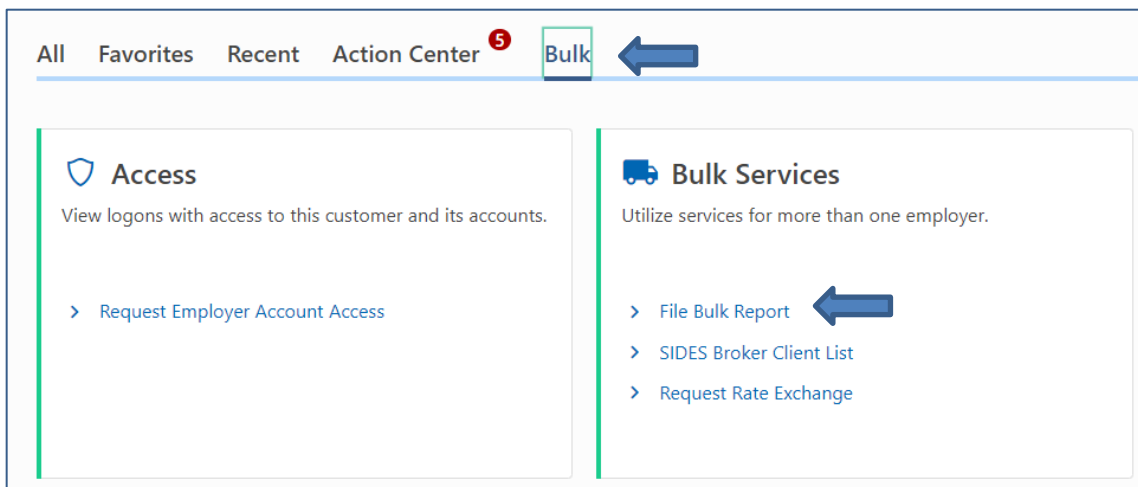 All Favorites Recent Action Center 5 Bulk
Access
View logons with access to this customer and its accounts.
> Request Employer Account Access
Bulk Services
Utilize services for more than one employer.
> File Bulk Report
> SIDES Broker Client List
> Request Rate Exchange